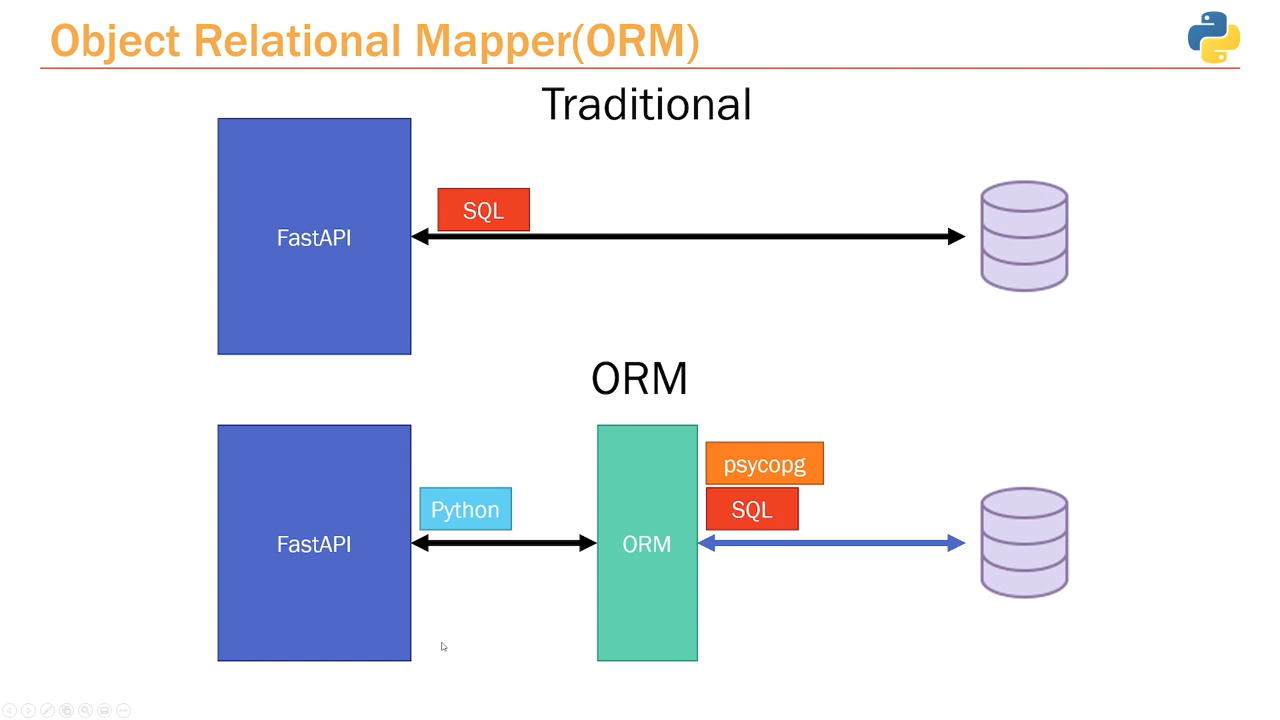 Object Relational Mapper(ORM)
Traditional
SQL
FastAPI
ORM
psycopg
Python
SQL
FastAPI
ORM